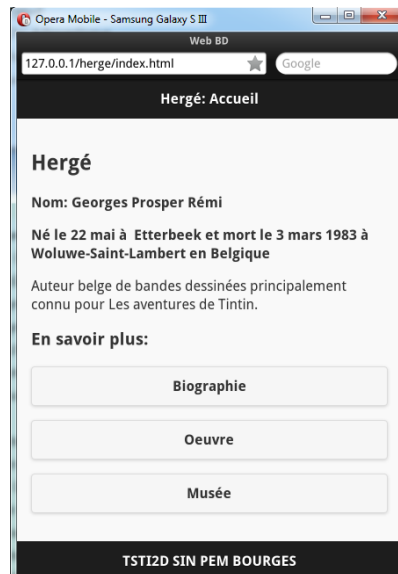 Opera Mobile - Samsung Galaxy S III
Web BD
127.0.0.1/herge/index.html
Google
Hergé: Accueil
Hergé
Nom: Georges Prosper Rémi
Né le 22 mai à  Etterbeek et mort le 3 mars 1983 à
Woluwe-Saint-Lambert en Belgique
Auteur belge de bandes dessinées principalement
connu pour Les aventures de Tintin.
En savoir plus:
Biographie
Oeuvre
Musée
TSTI2D SIN PEM BOURGES